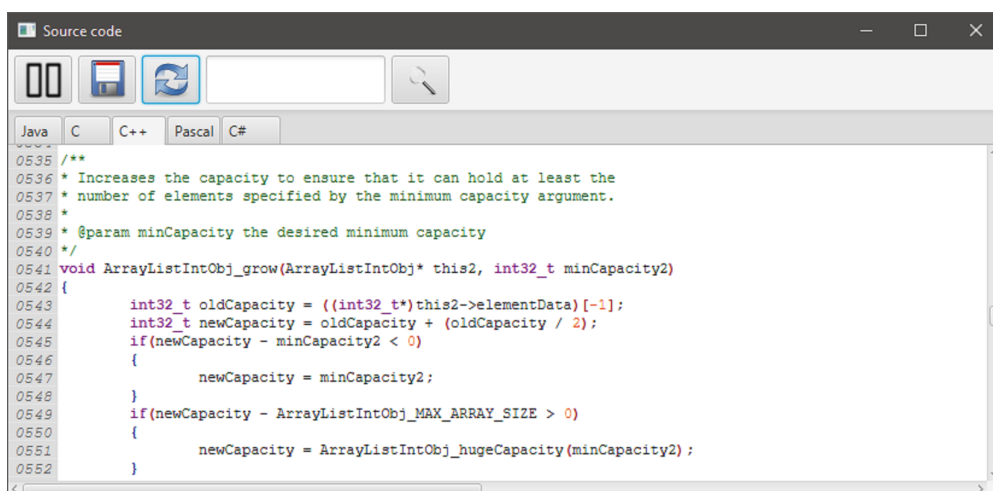 Source code
Java C C++ Pascal C#
0535 /**
0536 * Increases the capacity to ensure that it can hold at least the
0537 * number of elements specified by the minimum capacity argument.
0538 *
0539 * @param minCapacity the desired minimum capacity
0540 */
0541 void ArrayListIntObj_grow(ArrayListIntObj* this2, int32_t minCapacity2)
0542 {
0543 int32_t oldCapacity = ((int32_t*)this2->elementData)[-1];
0544 int32_t newCapacity = oldCapacity + (oldCapacity / 2);
0545 if(newCapacity - minCapacity2 < 0)
0546 {
0547 newCapacity = minCapacity2;
0548 }
0549 if(newCapacity - ArrayListIntObj_MAX_ARRAY_SIZE > 0)
0550 {
0551 newCapacity = ArrayListIntObj_hugeCapacity(minCapacity2);
0552 }